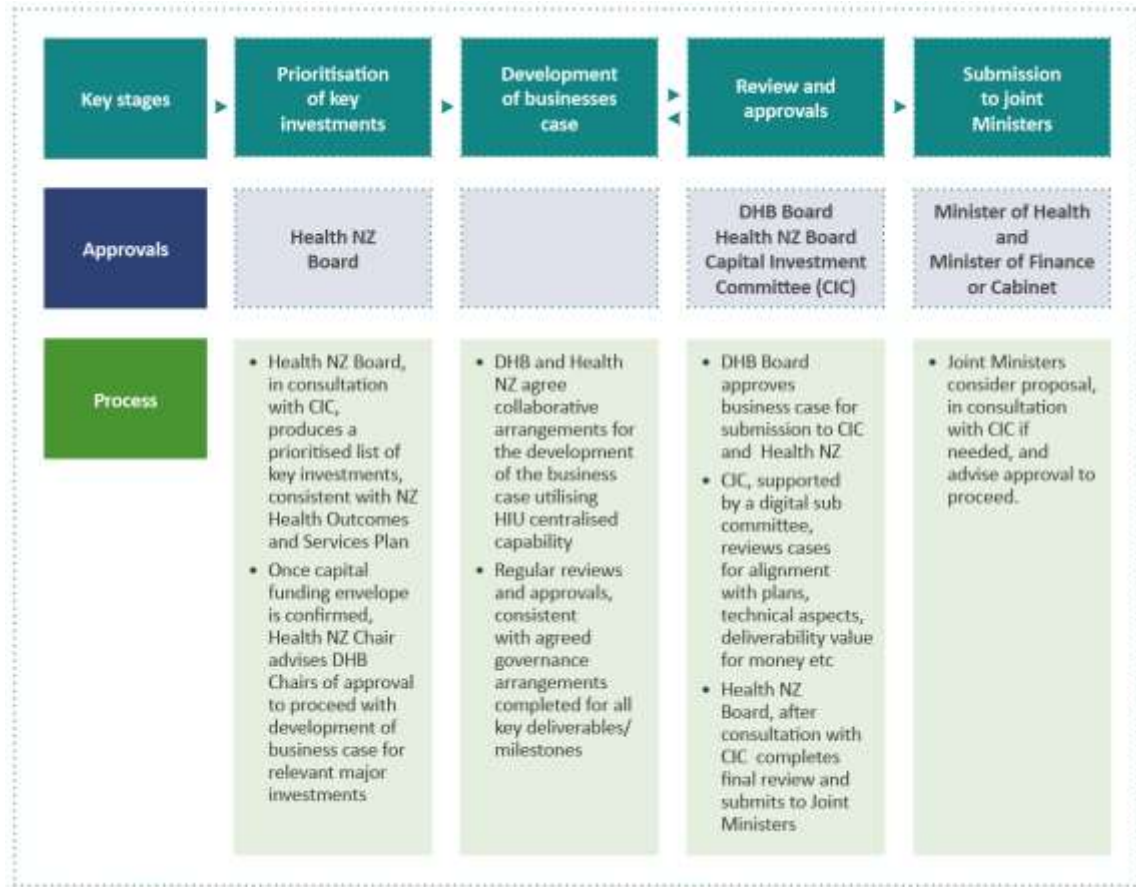 Key stages
Prioritisation
of key
investments
Development
of businesses
case
Review and
approvals
Submission
to joint
Ministers
Approvals
Health NZ
Board
DHB Board
Health NZ Board
Capital Investment
Committee (CIC)
Minister of Health
and
Minister of Finance
or Cabinet
Process
• Health NZ Board,
in consultation
with CIC,
produces a
prioritised list of
key investments,
consistent with NZ
Health Outcomes
and Services Plan
• Once capital
funding envelope
is confirmed,
Health NZ Chair
advises DHB
Chairs of approval
to proceed with
development of
business case for
relevant major
investments
• DHB and Health
NZ agree
collaborative
arrangements for
the development
of the business
case utilising
HIU centralised
capability
• Regular reviews
and approvals,
consistent
with agreed
governance
arrangements
completed for all
key deliverables/
milestones
• DHB Board
approves
business case for
submission to CIC
and Health NZ
• CIC, supported
by a digital sub
committee,
reviews cases
for alignment
with plans,
technical aspects,
deliverability value
for money etc
• Health NZ
Board, after
consultation with
CIC completes
final review and
submits to Joint
Ministers
• Joint Ministers
consider proposal,
in consultation
with CIC if
needed, and
advise approval to
proceed.